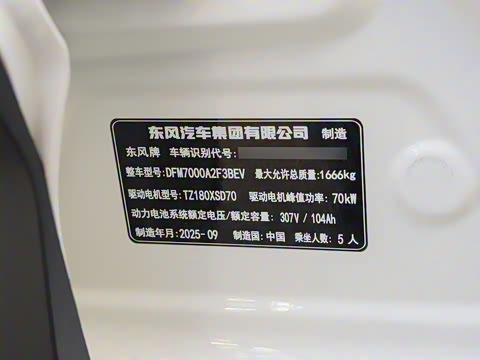 东风汽车集团有限公司 制造
东风牌 车辆识别代号:
整车型号:DFM7000A2F3BEV 最大允许总质量:1666kg
驱动电机型号:TZ180XSD70 驱动电机峰值功率:70kW
动力电池系统额定电压/额定容量: 307V / 104Ah
制造年月:2025-09 制造国:中国 乘坐人数:5 人